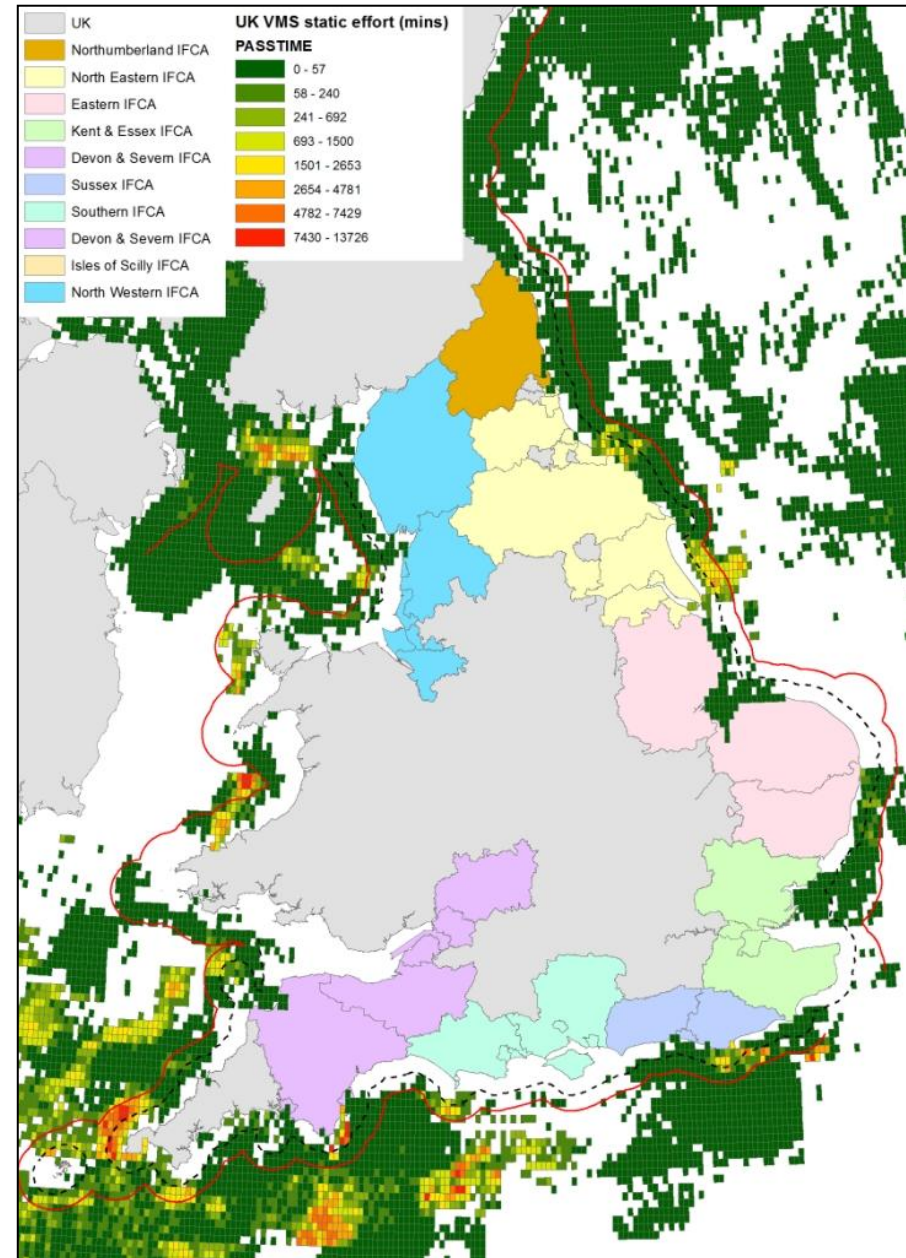 UK
Northumberland IFCA
North Eastern IFCA
Eastern IFCA
Kent & Essex IFCA
Devon & Severn IFCA
Sussex IFCA
Southern IFCA
Devon & Severn IFCA
Isles of Scilly IFCA
North Western IFCA
UK VMS static effort (mins)
PASSTIME
0 - 57
58 - 240
241 - 692
693 - 1500
1501 - 2653
2654 - 4781
4782 - 7429
7430 - 13726